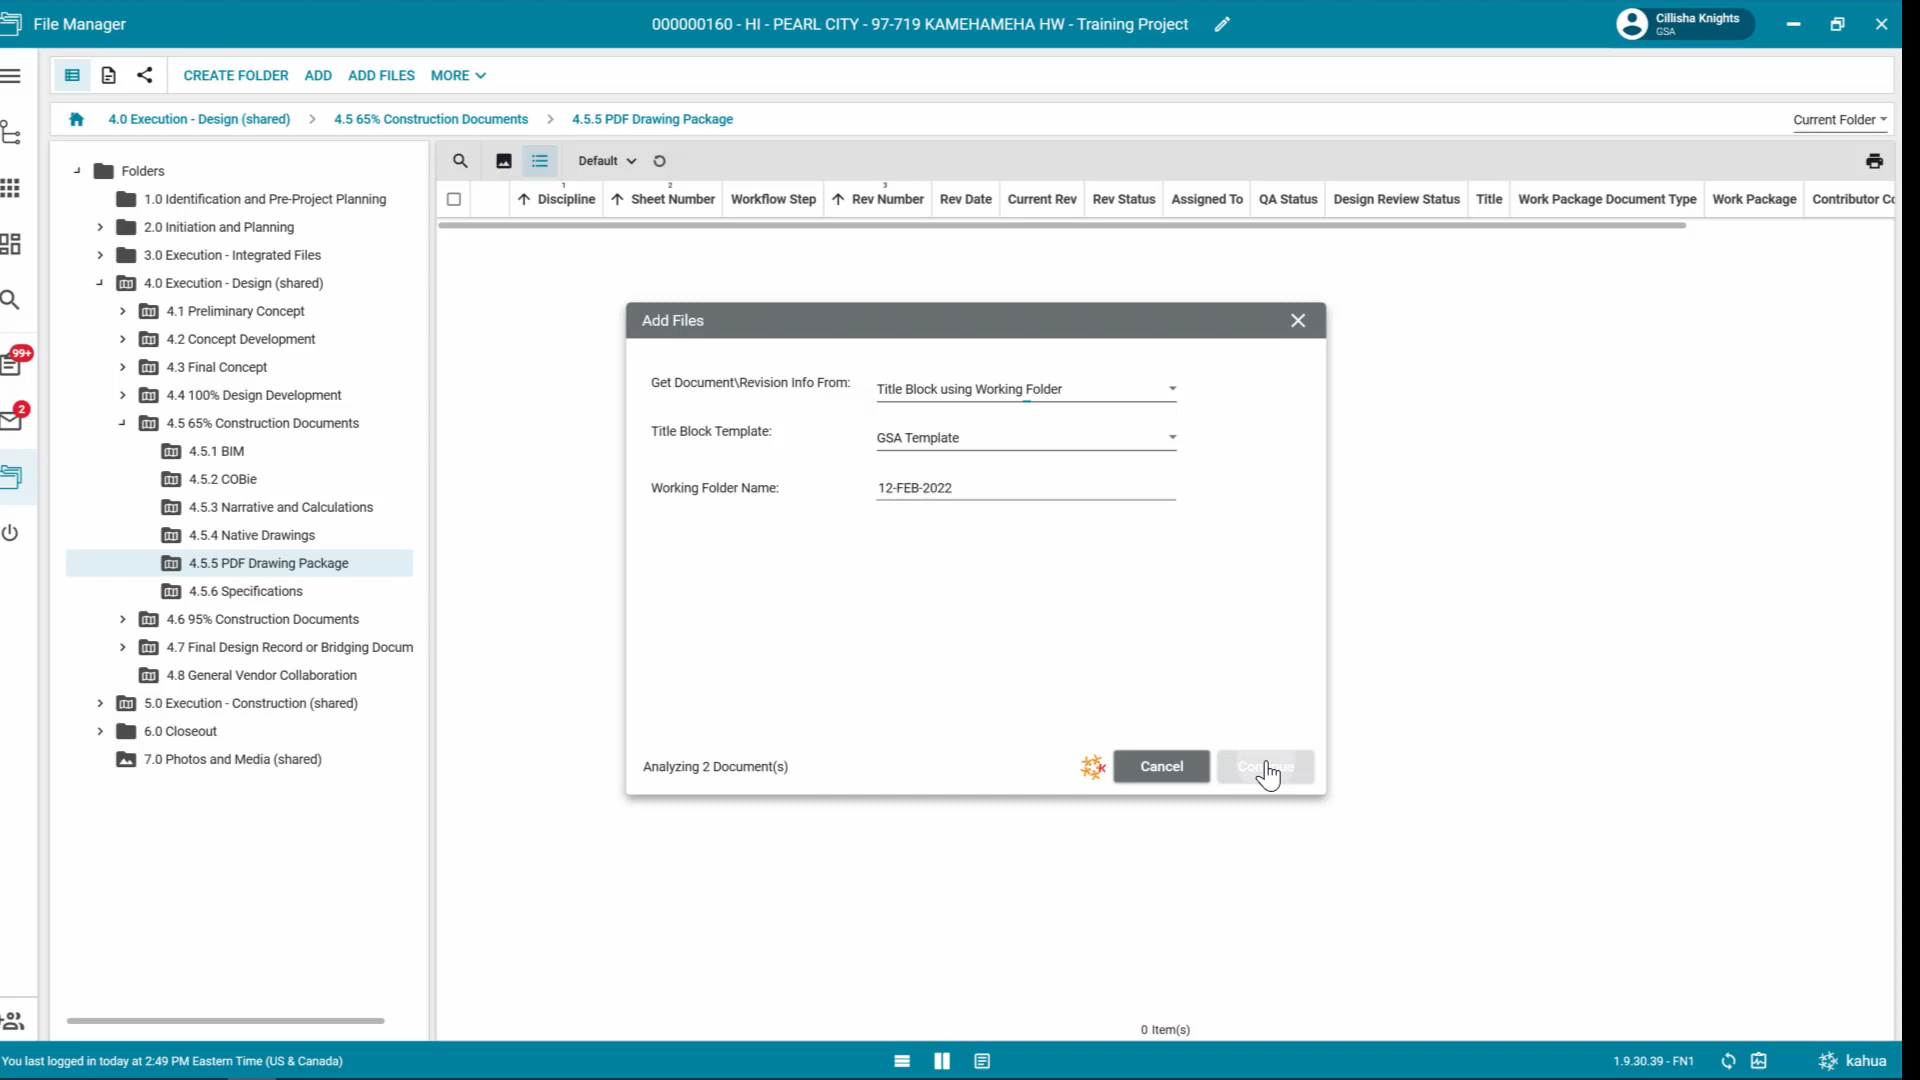 File Manager
000000160 - HI - PEARL CITY - 97-719 KAMEHAMEHA HW - Training Project
Cillisha Knights
GSA
CREATE FOLDER ADD ADD FILES MORE
4.0 Execution - Design (shared) > 4.5 65% Construction Documents > 4.5.5 PDF Drawing Package
Current Folder
Default
1 2 3
Discipline Sheet Number Workflow Step Rev Number Rev Date Current Rev Rev Status Assigned To QA Status Design Review Status Title Work Package Document Type Work Package Contributor Co
Folders
1.0 Identification and Pre-Project Planning
2.0 Initiation and Planning
3.0 Execution - Integrated Files
4.0 Execution - Design (shared)
4.1 Preliminary Concept
4.2 Concept Development
4.3 Final Concept
4.4 100% Design Development
4.5 65% Construction Documents
4.5.1 BIM
4.5.2 COBie
4.5.3 Narrative and Calculations
4.5.4 Native Drawings
4.5.5 PDF Drawing Package
4.5.6 Specifications
4.6 95% Construction Documents
4.7 Final Design Record or Bridging Docum
4.8 General Vendor Collaboration
5.0 Execution - Construction (shared)
6.0 Closeout
7.0 Photos and Media (shared)
99+
2
Add Files
Get Document\Revision Info From: Title Block using Working Folder
Title Block Template: GSA Template
Working Folder Name: 12-FEB-2022
Analyzing 2 Document(s)
Cancel
Continue
0 Item(s)
You last logged in today at 2:49 PM Eastern Time (US & Canada)
1.9.30.39 - FN1
kahua